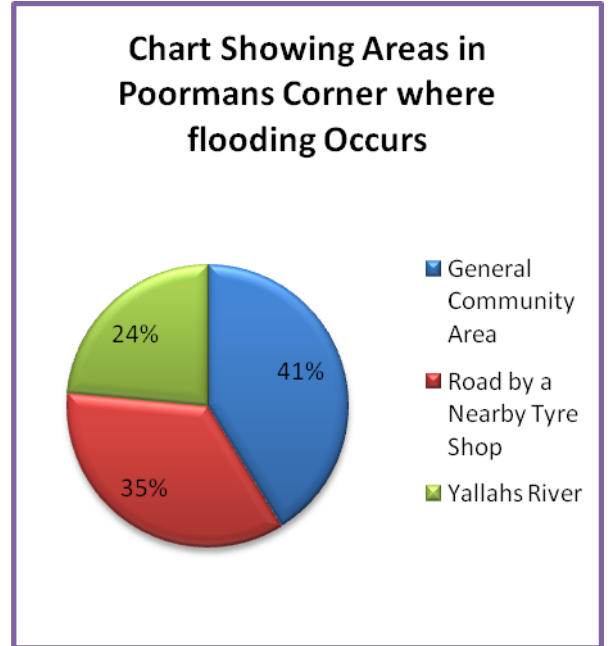 Chart Showing Areas in
Poormans Corner where
flooding Occurs
24%
41%
35%
General
Community
Area
Road by a
Nearby Tyre
Shop
Yallahs River